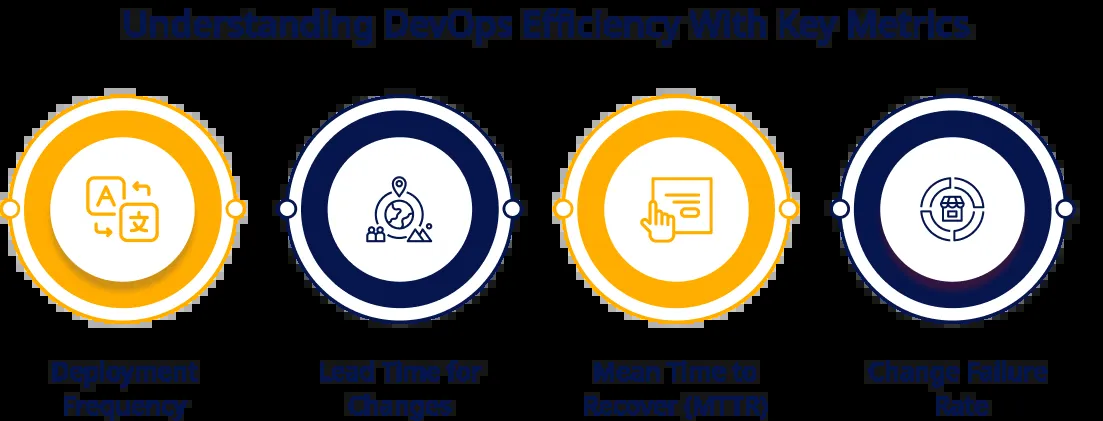 Understanding DevOps Efficiency With Key Metrics
A
文
Deployment
Frequency
Lead Time for
Changes
Mean Time to
Recover (MTTR)
Change Failure
Rate